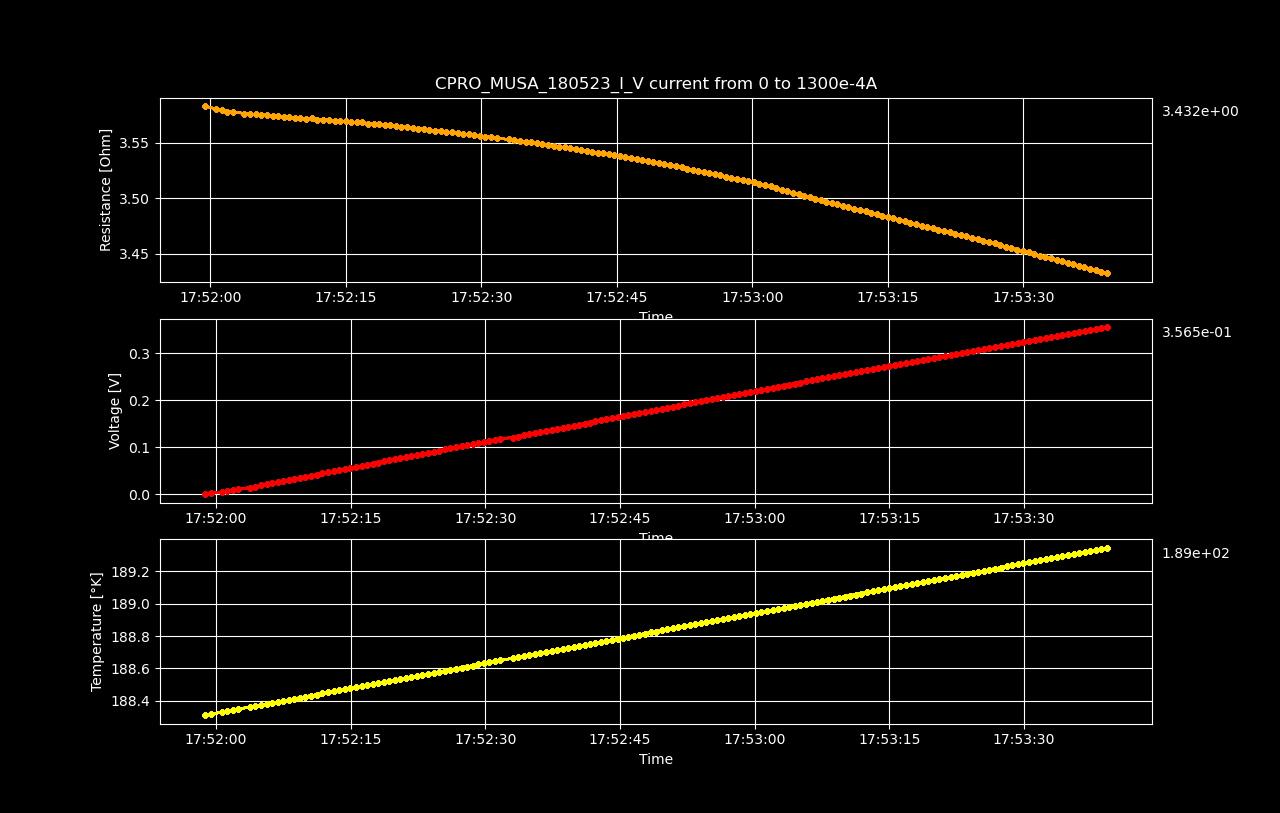 CPRO_MUSA_180523_I_V current from 0 to 1300e-4A
3.432e+00
Resistance [Ohm]
3.55
3.50
3.45
17:52:00 17:52:15 17:52:30 17:52:45 17:53:00 17:53:15 17:53:30
Time
3.565e-01
Voltage [V]
0.3
0.2
0.1
0.0
17:52:00 17:52:15 17:52:30 17:52:45 17:53:00 17:53:15 17:53:30
Time
1.89e+02
Temperature [°K]
189.2
189.0
188.8
188.6
188.4
17:52:00 17:52:15 17:52:30 17:52:45 17:53:00 17:53:15 17:53:30
Time